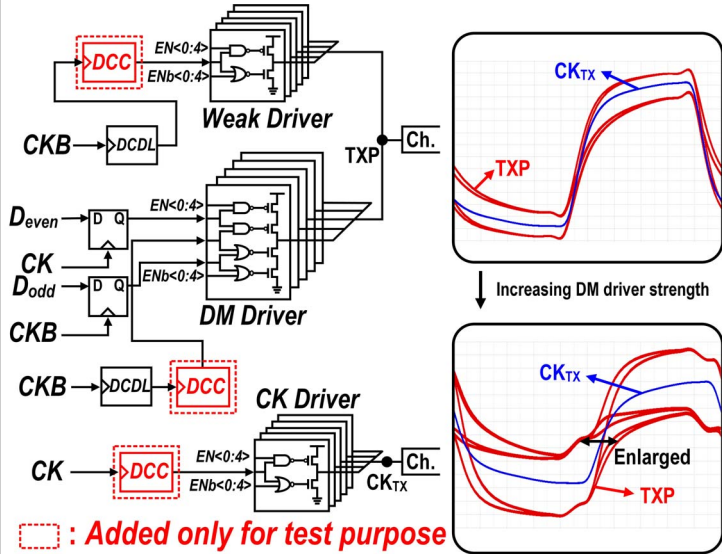 DCC
EN<0:4>
ENb<0:4>
Weak Driver
CKB
DCDL
TXP
Ch.
D_even
D Q
CK
D_odd
D Q
CKB
EN<0:4>
ENb<0:4>
DM Driver
CKB
DCDL
DCC
CK Driver
CK
DCC
EN<0:4>
ENb<0:4>
Ch.
CK_TX
: Added only for test purpose
CK_TX
TXP
Increasing DM driver strength
CK_TX
Enlarged
TXP